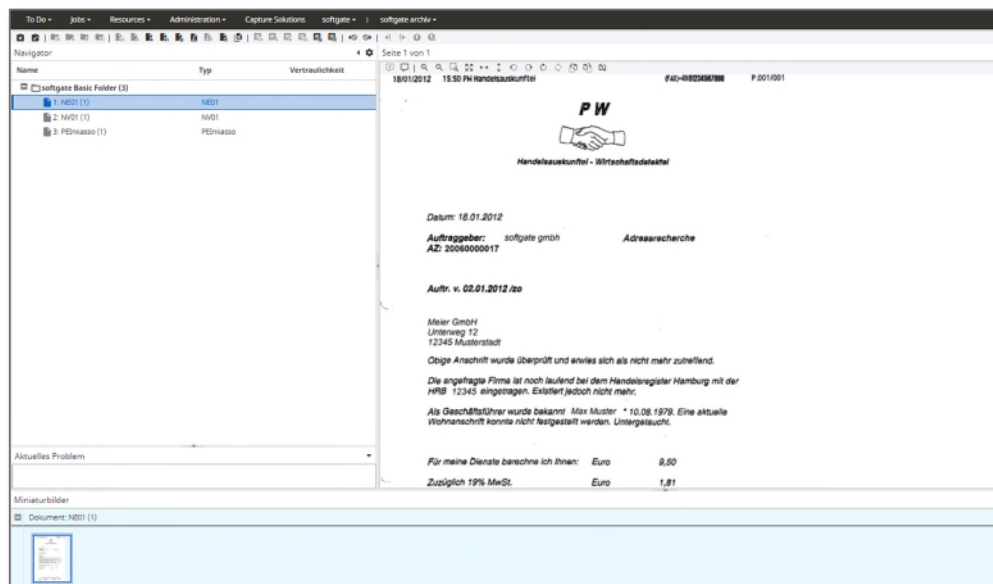 To Do Jobs Resources Administration Capture Solutions softgate | softgate archiv
Navigator
Name Typ Vertraulichkeit
softgate Basic Folder (3)
1: NE01 (1) NE01
2: NV01 (1) NV01
3: PEInkasso (1) PEInkasso
Aktuelles Problem
Seite 1 von 1
18/01/2012 15:50 PM Handelsauskunftei P.001/001
PW
Handelsauskunftei - Wirtschaftsdetektei
Datum: 18.01.2012
Auftraggeber: softgate gmbh Adressrecherche
AZ: 20060000017
Auftr. v. 02.01.2012 /zo
Meier GmbH
Unterweg 12
12345 Musterstadt
Obige Anschrift wurde überprüft und erwies sich als nicht mehr zutreffend.
Die angefragte Firma ist noch laufend bei dem Handelsregister Hamburg mit der
HRB 12345 eingetragen. Existiert jedoch nicht mehr.
Als Geschäftsführer wurde bekannt Max Muster * 10.08.1979. Eine aktuelle
Wohnanschrift konnte nicht festgestellt werden. Untergetaucht.
Für meine Dienste berechne ich Ihnen: Euro 9,50
Zuzüglich 19% MwSt. Euro 1,81
Miniaturbilder
Dokument: NE01 (1)